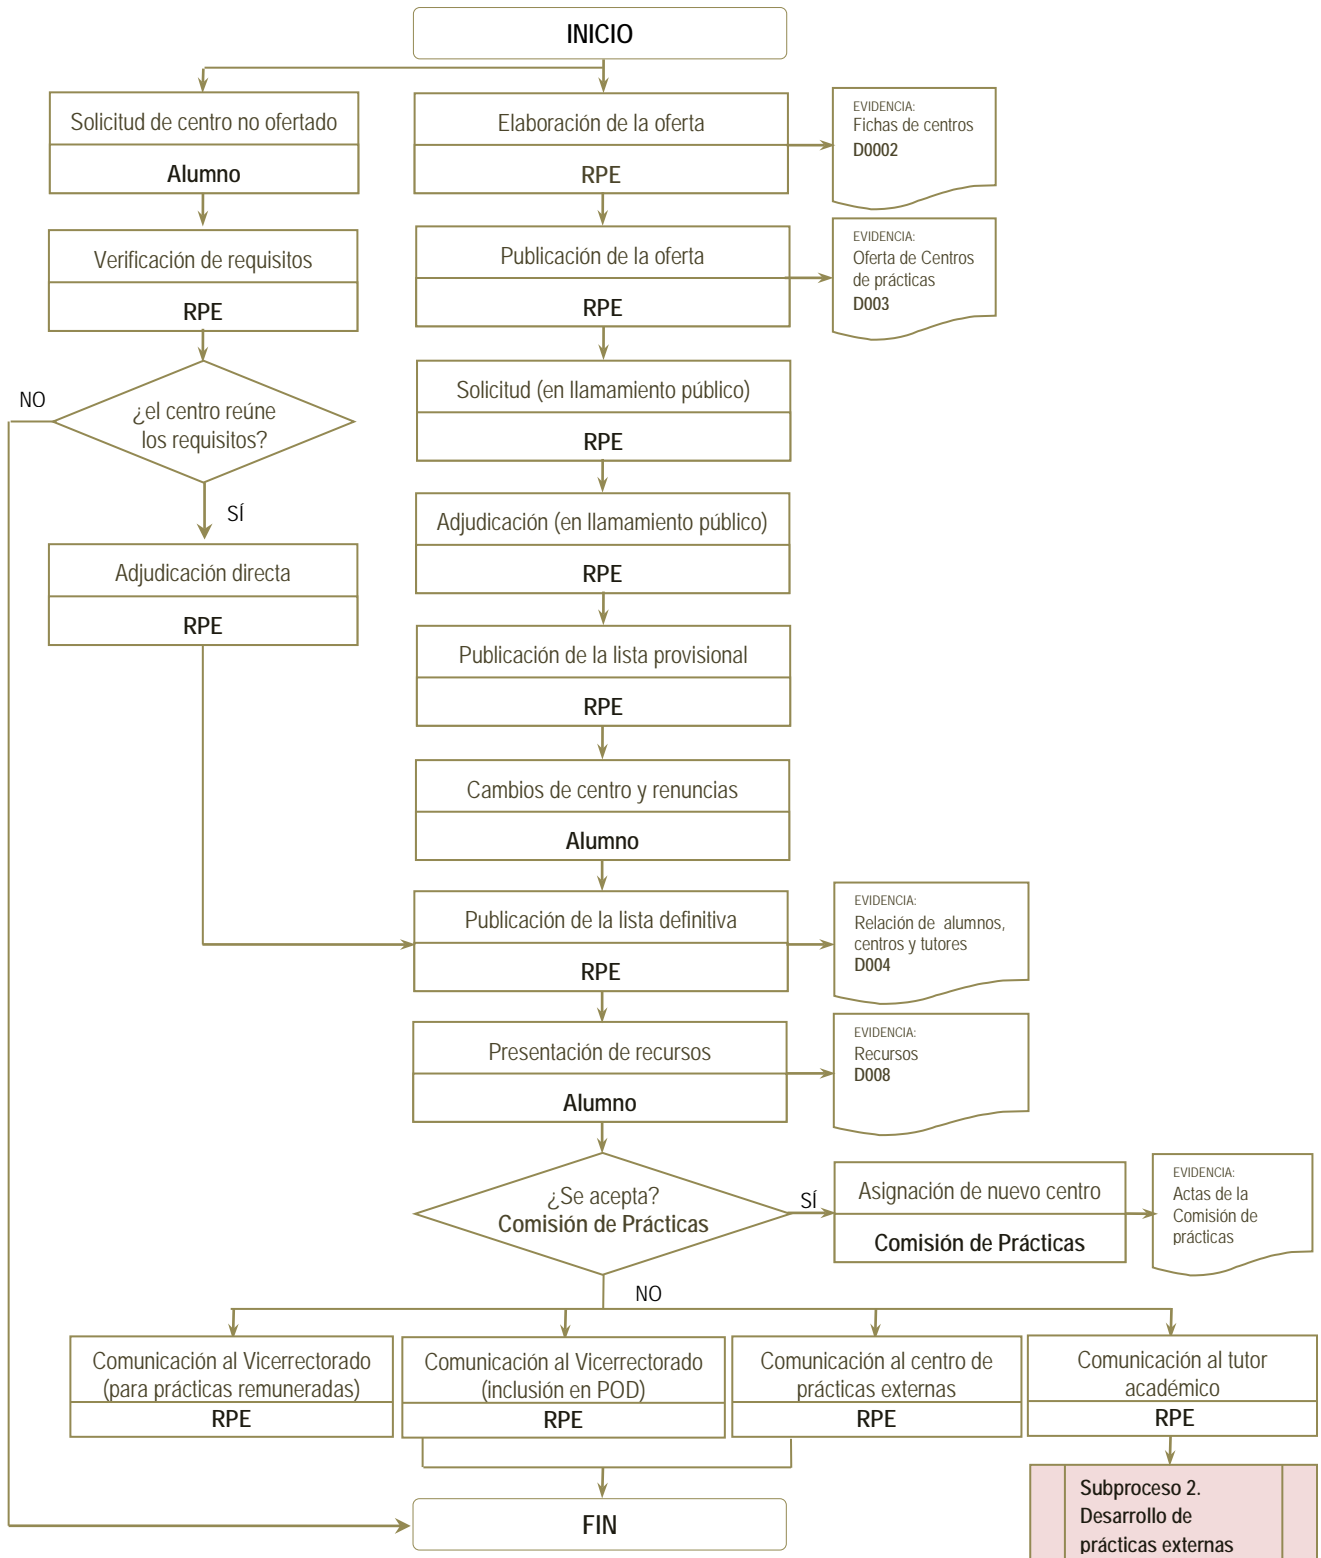 INICIO
Solicitud de centro no ofertado
Alumno
Elaboración de la oferta
RPE
EVIDENCIA:
Fichas de centros
D0002
Verificación de requisitos
RPE
Publicación de la oferta
RPE
EVIDENCIA:
Oferta de Centros
de prácticas
D003
NO
¿el centro reúne
los requisitos?
SÍ
Solicitud (en llamamiento público)
RPE
Adjudicación (en llamamiento público)
RPE
Adjudicación directa
RPE
Publicación de la lista provisional
RPE
Cambios de centro y renuncias
Alumno
Publicación de la lista definitiva
RPE
EVIDENCIA:
Relación de alumnos,
centros y tutores
D004
Presentación de recursos
Alumno
EVIDENCIA:
Recursos
D008
¿Se acepta?
Comisión de Prácticas
SÍ
Asignación de nuevo centro
Comisión de Prácticas
EVIDENCIA:
Actas de la
Comisión de
prácticas
NO
Comunicación al Vicerrectorado
(para prácticas remuneradas)
RPE
Comunicación al Vicerrectorado
(inclusión en POD)
RPE
Comunicación al centro de
prácticas externas
RPE
Comunicación al tutor
académico
RPE
Subproceso 2.
Desarrollo de
prácticas externas
FIN